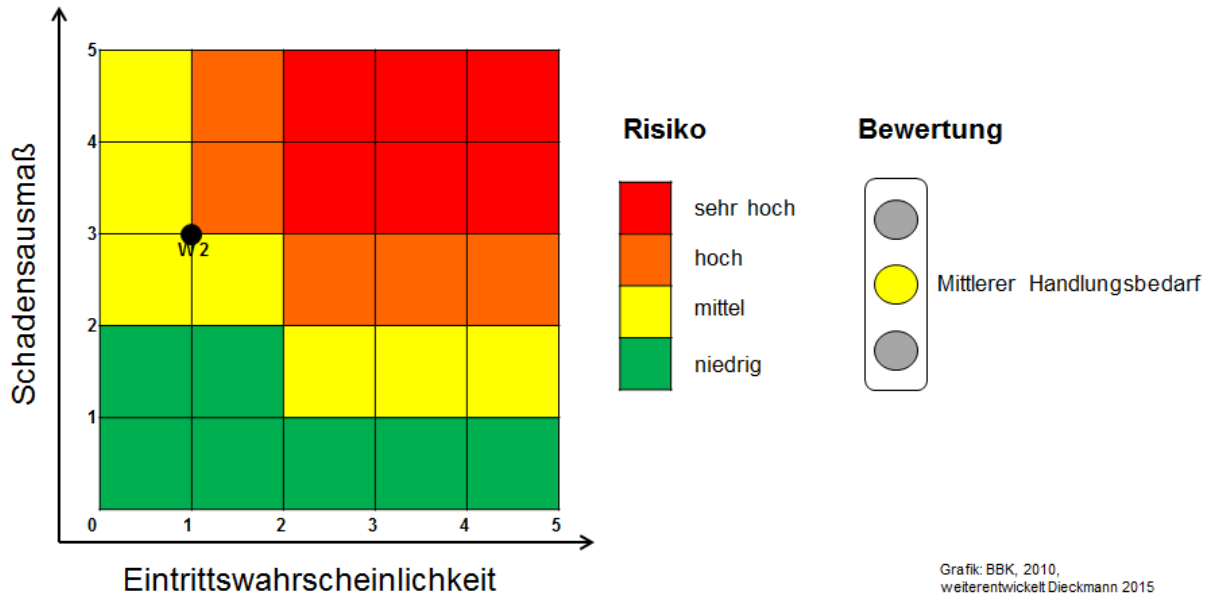 Schadensausmaß
5
4
3
2
1
W 2
0 1 2 3 4 5
Eintrittswahrscheinlichkeit
Risiko
sehr hoch
hoch
mittel
niedrig
Bewertung
Mittlerer Handlungsbedarf
Grafik: BBK, 2010,
weiterentwickelt Dieckmann 2015